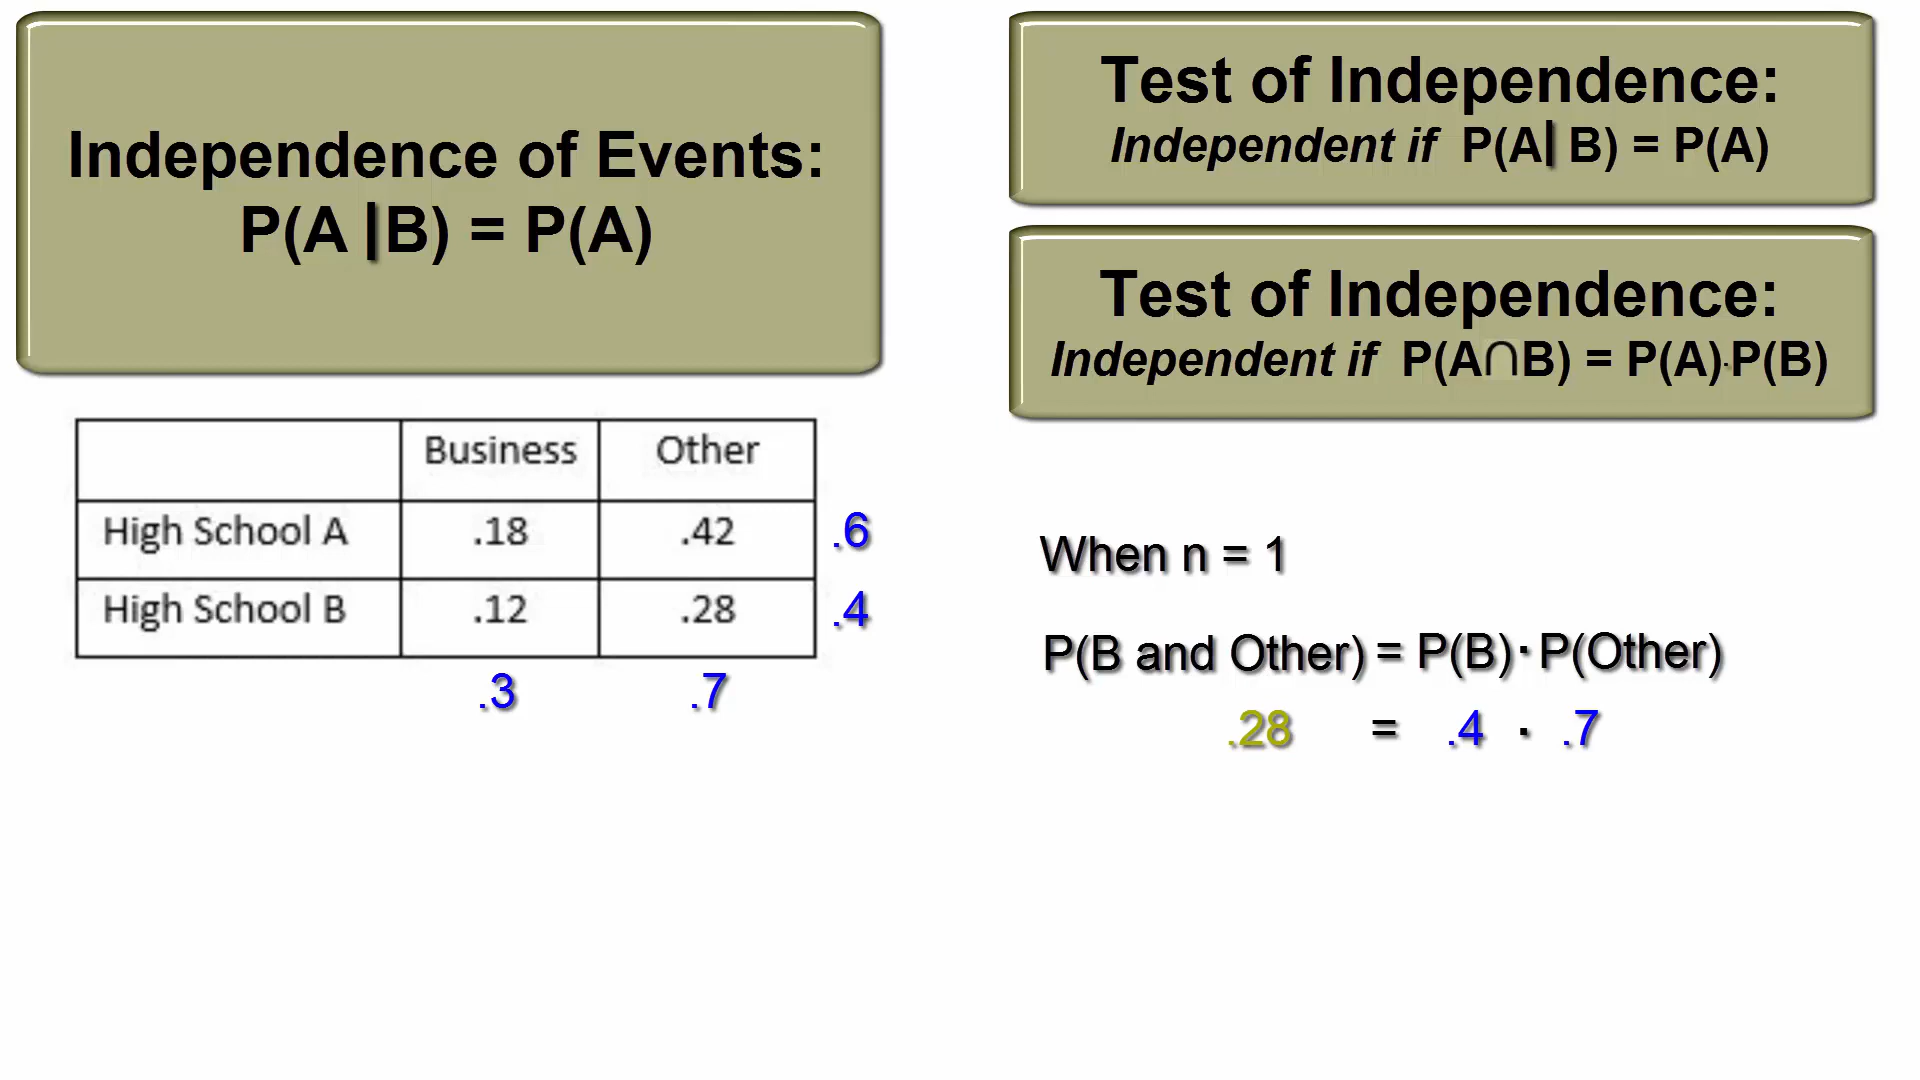 Independence of Events:
P(A |B) = P(A)
Test of Independence:
Independent if P(A| B) = P(A)
Test of Independence:
Independent if P(A∩B) = P(A)·P(B)
Business Other
High School A .18 .42 .6
High School B .12 .28 .4
.3 .7
When n = 1
P(B and Other) = P(B)·P(Other)
.28 = .4 · .7